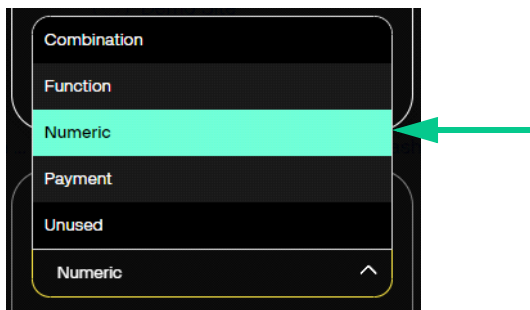 Combination
Function
Numeric
Payment
Unused
Numeric